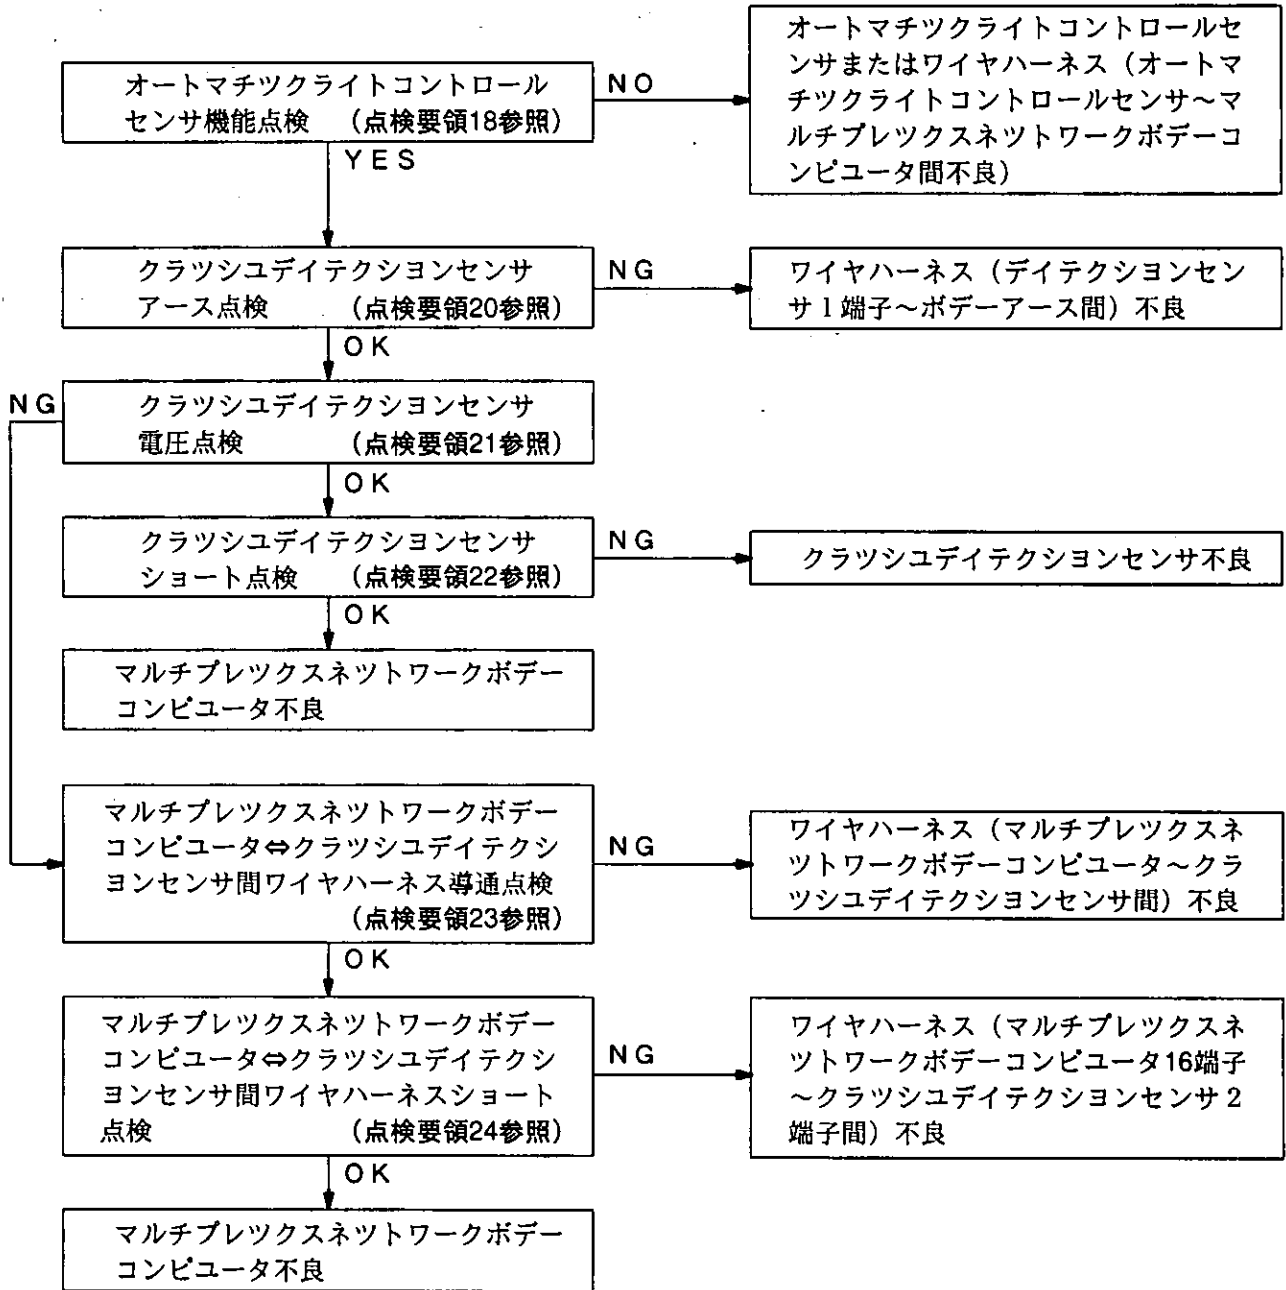 オートマチツクライトコントロール
センサ機能点検　(点検要領18参照)
NO
オートマチツクライトコントロールセ
ンサまたはワイヤハーネス（オートマ
チツクライトコントロールセンサ～マ
ルチプレツクスネツトワークボデーコ
ンピユータ間不良）
YES
クラツシユデイテクシヨンセンサ
アース点検　(点検要領20参照)
NG
ワイヤハーネス（デイテクシヨンセン
サ1端子～ボデーアース間）不良
OK
NG
クラツシユデイテクシヨンセンサ
電圧点検　(点検要領21参照)
OK
クラツシユデイテクシヨンセンサ
ショート点検　(点検要領22参照)
NG
クラツシユデイテクシヨンセンサ不良
OK
マルチプレツクスネツトワークボデー
コンピユータ不良
マルチプレツクスネツトワークボデー
コンピユータ⇔クラツシユデイテクシ
ヨンセンサ間ワイヤハーネス導通点検
(点検要領23参照)
NG
ワイヤハーネス（マルチプレツクスネ
ツトワークボデーコンピユータ～クラ
ツシユデイテクシヨンセンサ間）不良
OK
マルチプレツクスネツトワークボデー
コンピユータ⇔クラツシユデイテクシ
ヨンセンサ間ワイヤハーネスショート
点検　(点検要領24参照)
NG
ワイヤハーネス（マルチプレツクスネ
ツトワークボデーコンピユータ16端子
～クラツシユデイテクシヨンセンサ2
端子間）不良
OK
マルチプレツクスネツトワークボデー
コンピユータ不良